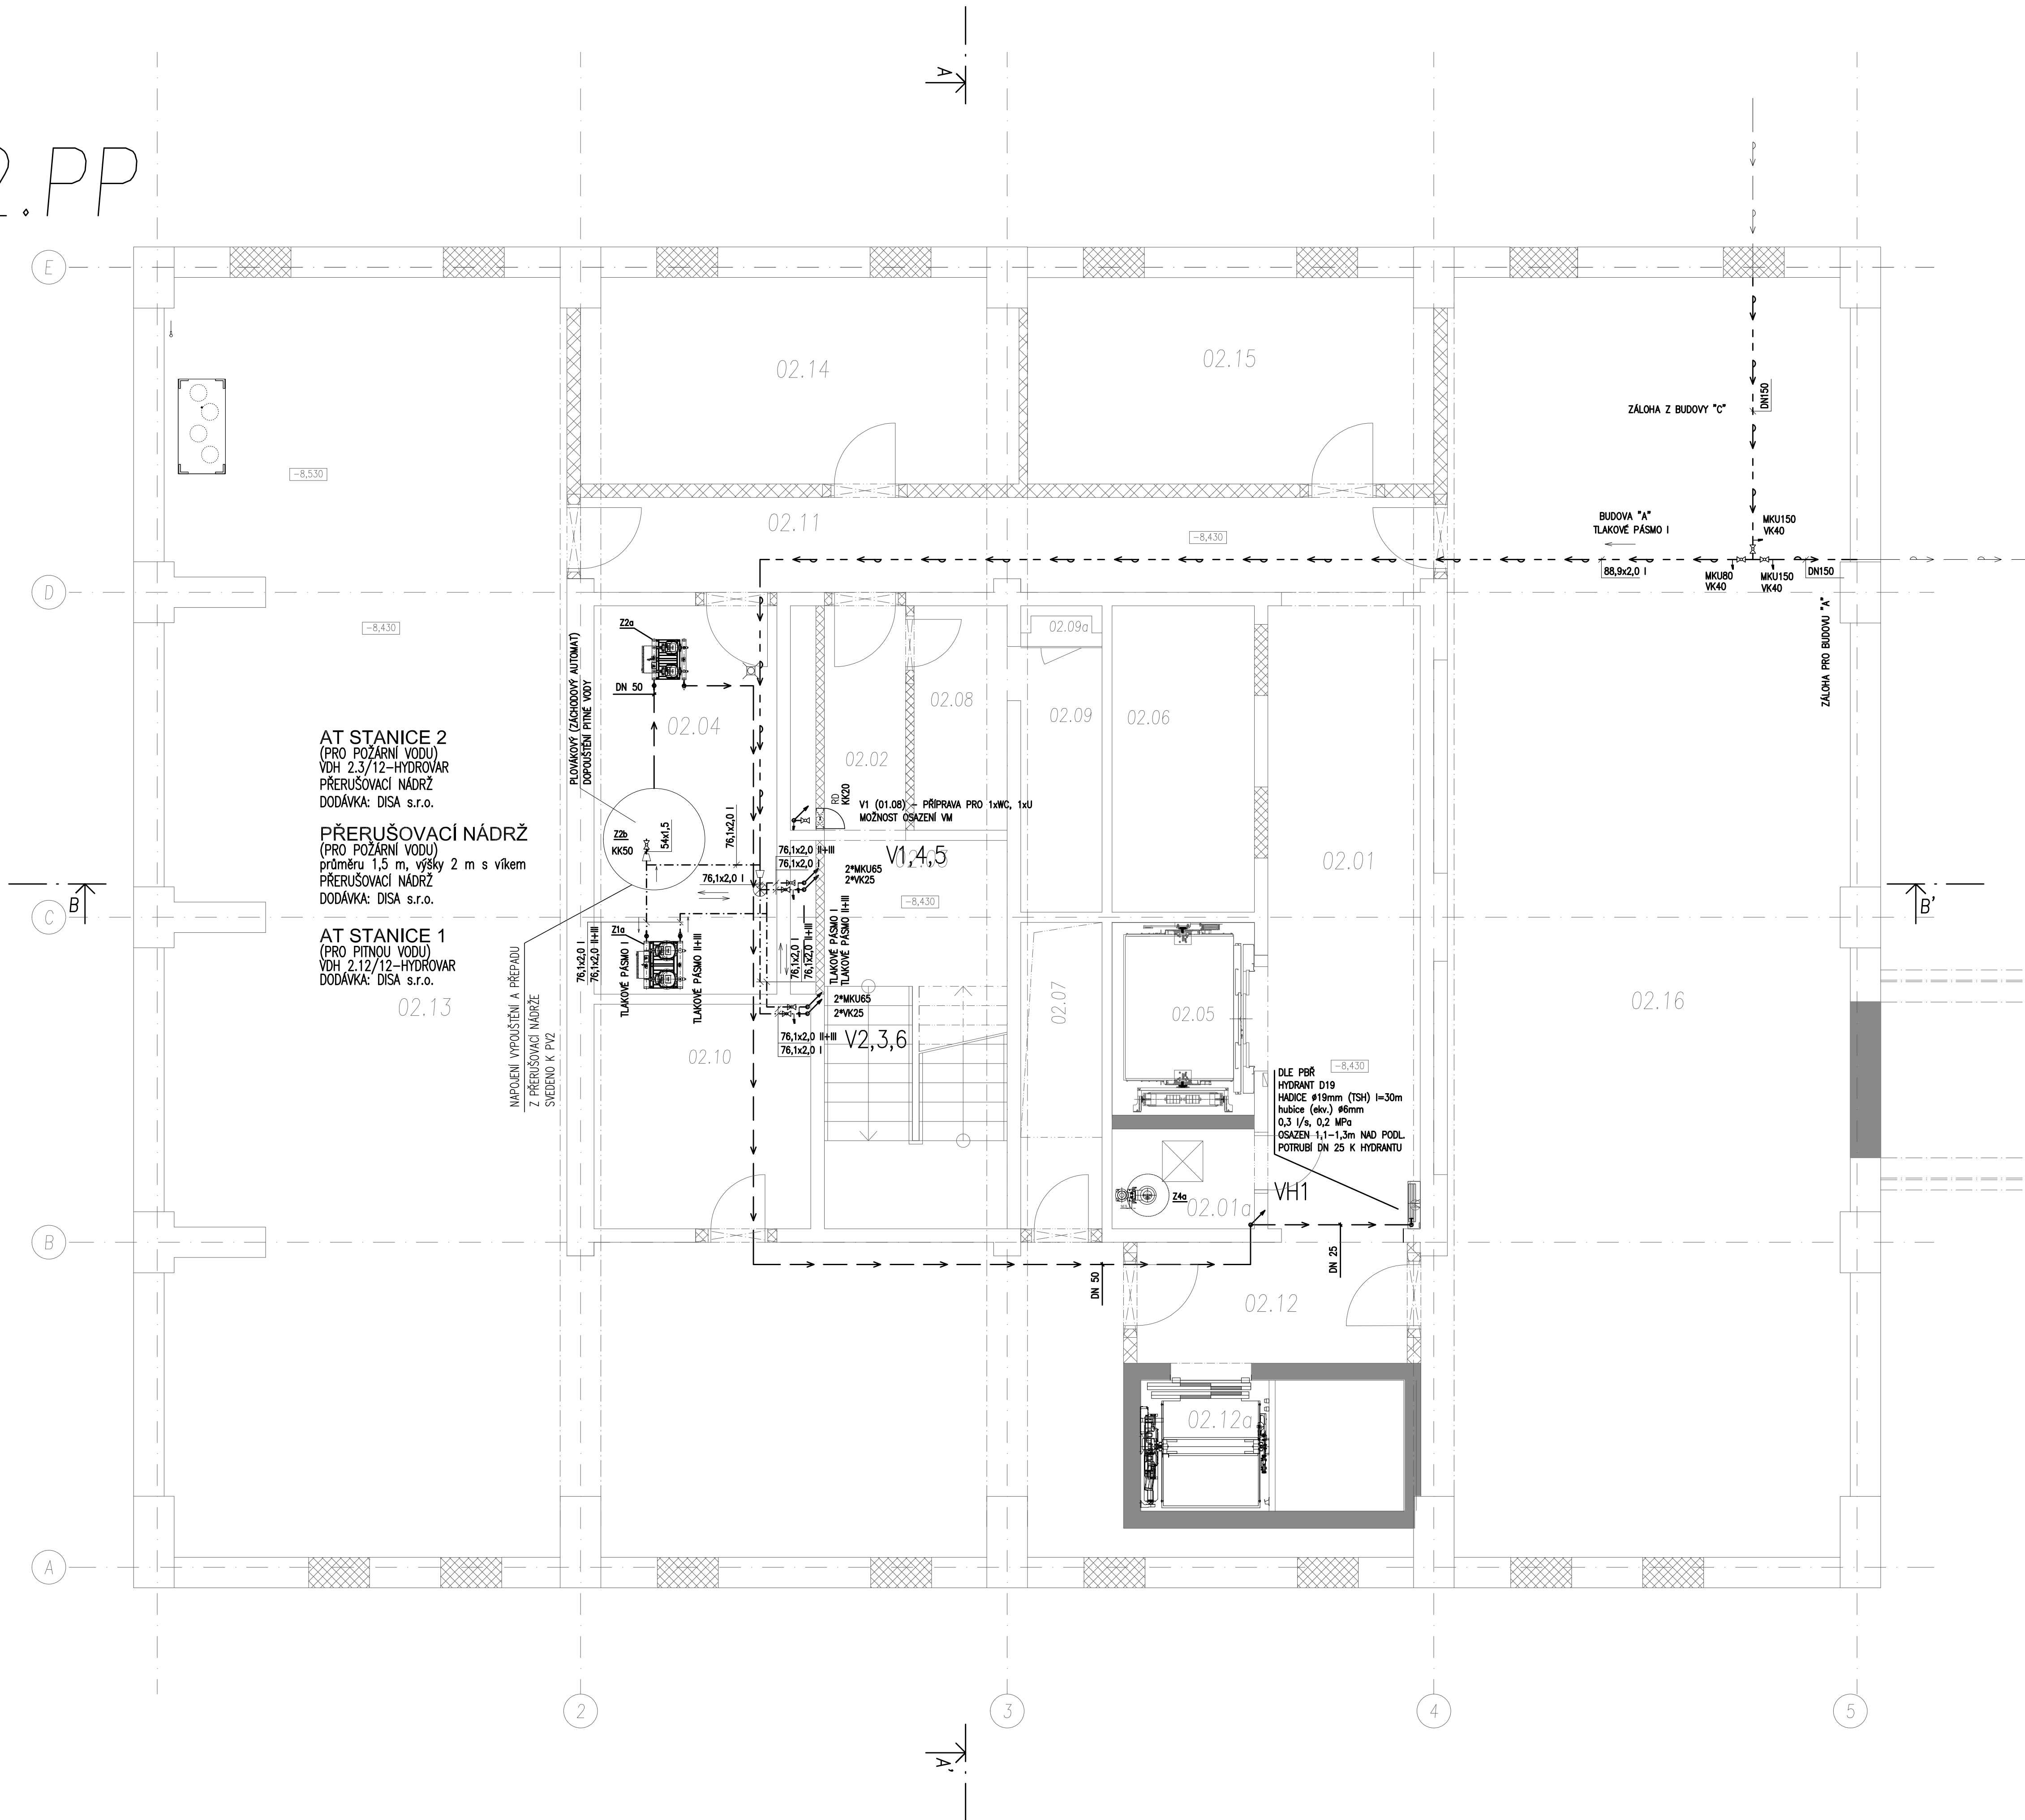 2.PP
A
E
02.14
02.15
ZÁLOHA Z BUDOVY "C"
DN150
-8,530
02.11
-8,430
BUDOVA "A"
TLAKOVÉ PÁSMO I
MKU150
VK40
88,9x2,0 I
MKU80
VK40
MKU150
VK40
DN150
D
-8,430
ZÁLOHA PRO BUDOVU "A"
Z2a
DN 50
PLOVÁKOVÝ (ZÁCHODOVÝ AUTOMAT)
DOPOUŠTĚNÍ PITNÉ VODY
02.04
02.08
02.09a
02.09
02.06
02.02
AT STANICE 2
(PRO POŽÁRNÍ VODU)
VDH 2.3/12-HYDROVAR
PŘERUŠOVACÍ NÁDRŽ
DODÁVKA: DISA s.r.o.
PŘERUŠOVACÍ NÁDRŽ
(PRO POŽÁRNÍ VODU)
průměru 1,5 m, výšky 2 m s víkem
PŘERUŠOVACÍ NÁDRŽ
DODÁVKA: DISA s.r.o.
AT STANICE 1
(PRO PITNOU VODU)
VDH 2.12/12-HYDROVAR
DODÁVKA: DISA s.r.o.
02.13
RD
KK20
V1 (01.08) - PŘÍPRAVA PRO 1xWC, 1xU
MOŽNOST OSAZENÍ VM
Z2b
KK50
54x1,5
76,1x2,0 I
76,1x2,0 II+III
76,1x2,0 I
76,1x2,0 I
V1,4,5
2*MKU65
2*VK25
-8,430
02.01
B
C
B'
Z1a
76,1x2,0 I
76,1x2,0 II+III
TLAKOVÉ PÁSMO I
TLAKOVÉ PÁSMO II+III
76,1x2,0 I
76,1x2,0 II+III
TLAKOVÉ PÁSMO I
TLAKOVÉ PÁSMO II+III
NAPOJENÍ VYPOUŠTĚNÍ A PŘEPADU
Z PŘERUŠOVACÍ NÁDRŽE
SVEDENO K PV2
2*MKU65
2*VK25
76,1x2,0 II+III
76,1x2,0 I
V2,3,6
02.10
02.07
02.05
02.16
-8,430
DLE PBŘ
HYDRANT D19
HADICE ø19mm (TSH) l=30m
hubice (ekv.) ø6mm
0,3 l/s, 0,2 MPa
OSAZEN 1,1-1,3m NAD PODL.
POTRUBÍ DN 25 K HYDRANTU
Z4a
02.01a
VH1
B
DN 50
DN 25
02.12
02.12a
A
2
3
4
5
A'